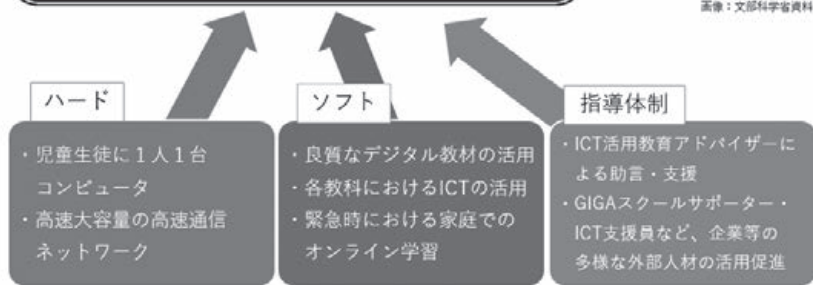 画像：文部科学省資料
ハード
・児童生徒に１人１台
コンピュータ
・高速大容量の高速通信
ネットワーク
ソフト
・良質なデジタル教材の活用
・各教科におけるICTの活用
・緊急時における家庭での
オンライン学習
指導体制
・ICT活用教育アドバイザーに
よる助言・支援
・GIGAスクールサポーター・
ICT支援員など、企業等の
多様な外部人材の活用促進